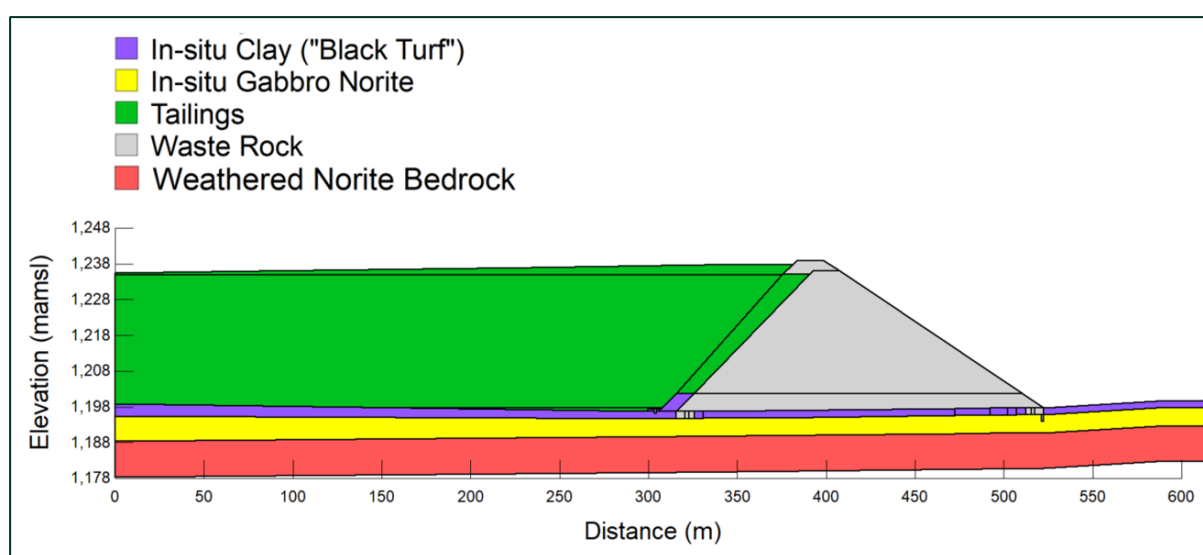 In-situ Clay ("Black Turf")
In-situ Gabbro Norite
Tailings
Waste Rock
Weathered Norite Bedrock
1,248
1,238
1,228
1,218
1,208
1,198
1,188
1,178
Elevation (mamsl)
0 50 100 150 200 250 300 350 400 450 500 550 600
Distance (m)